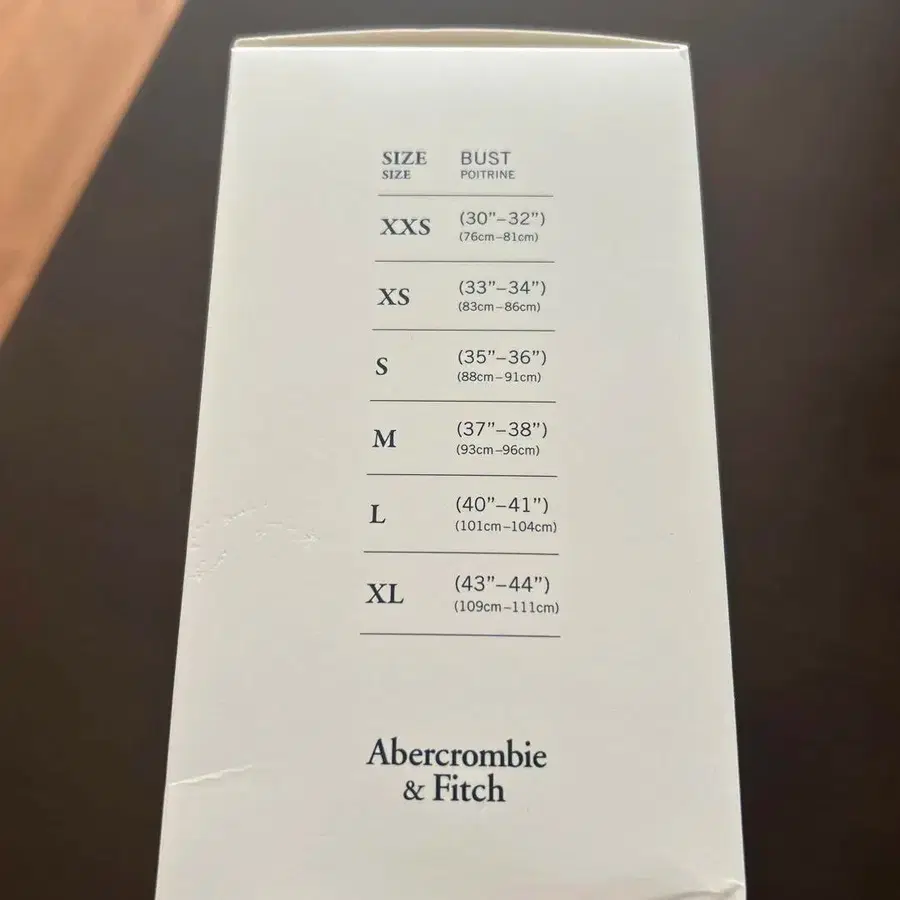 SIZE BUST
SIZE POITRINE
XXS (30”–32”)
(76cm–81cm)
XS (33”–34”)
(83cm–86cm)
S (35”–36”)
(88cm–91cm)
M (37”–38”)
(93cm–96cm)
L (40”–41”)
(101cm–104cm)
XL (43”–44”)
(109cm–111cm)
Abercrombie
& Fitch